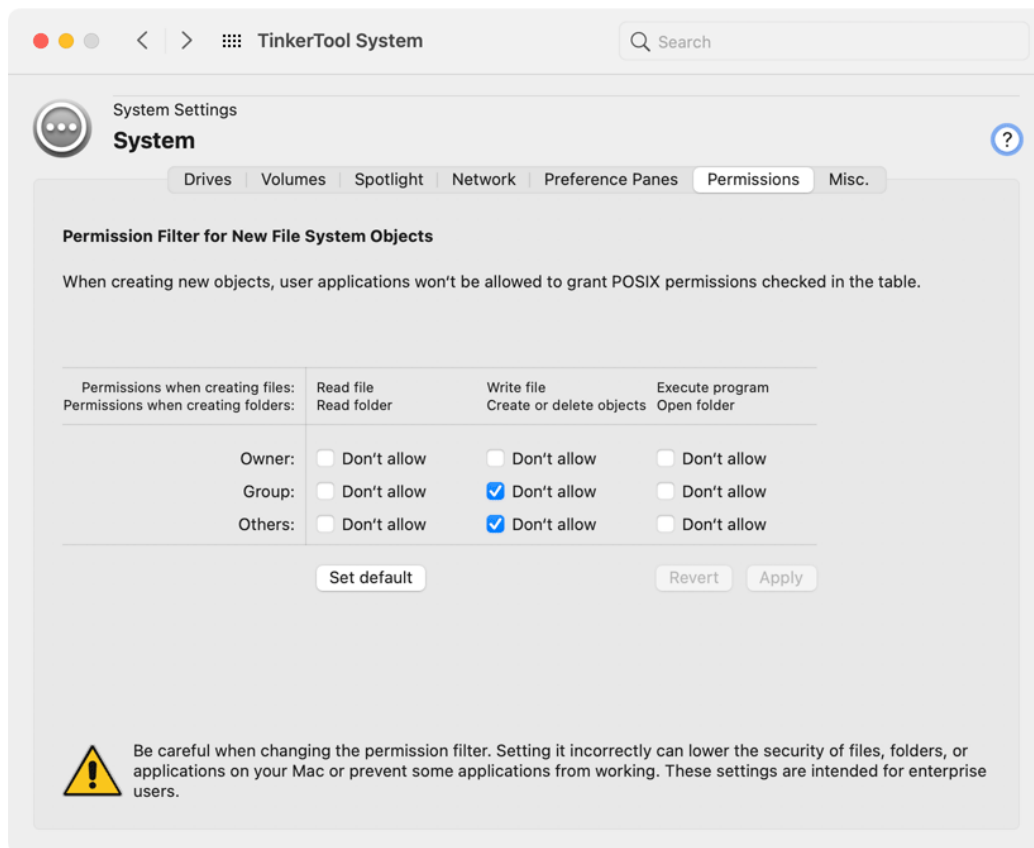 TinkerTool System
Search
System Settings
System
?
Drives Volumes Spotlight Network Preference Panes Permissions Misc.
Permission Filter for New File System Objects
When creating new objects, user applications won‘t be allowed to grant POSIX permissions checked in the table.
Permissions when creating files: Read file Write file Execute program
Permissions when creating folders: Read folder Create or delete objects Open folder
Owner: Don‘t allow Don‘t allow Don‘t allow
Group: Don‘t allow Don‘t allow Don‘t allow
Others: Don‘t allow Don‘t allow Don‘t allow
Set default Revert Apply
Be careful when changing the permission filter. Setting it incorrectly can lower the security of files, folders, or
applications on your Mac or prevent some applications from working. These settings are intended for enterprise
users.